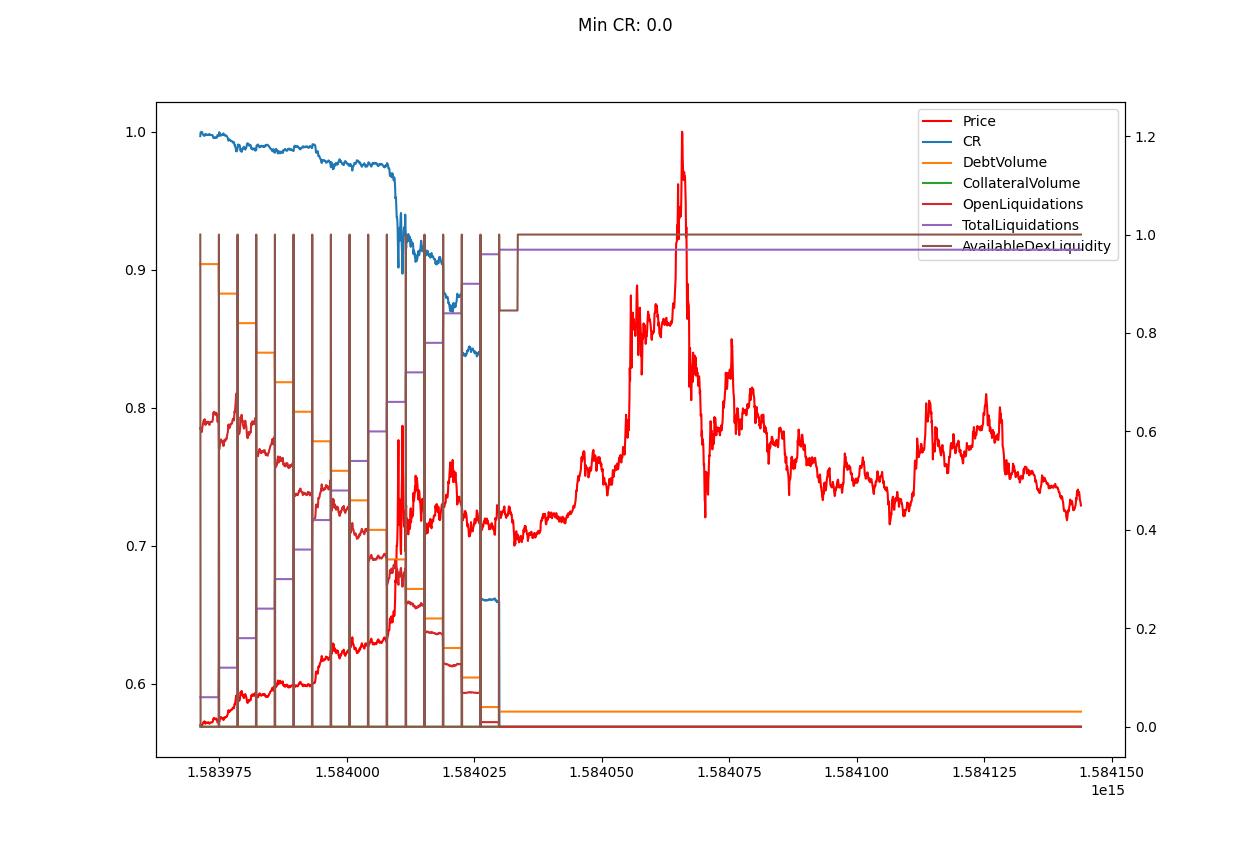 Min CR: 0.0
1.0
0.9
0.8
0.7
0.6
1.2
1.0
0.8
0.6
0.4
0.2
0.0
Price
CR
DebtVolume
CollateralVolume
OpenLiquidations
TotalLiquidations
AvailableDexLiquidity
1.583975 1.584000 1.584025 1.584050 1.584075 1.584100 1.584125 1.584150
1e15